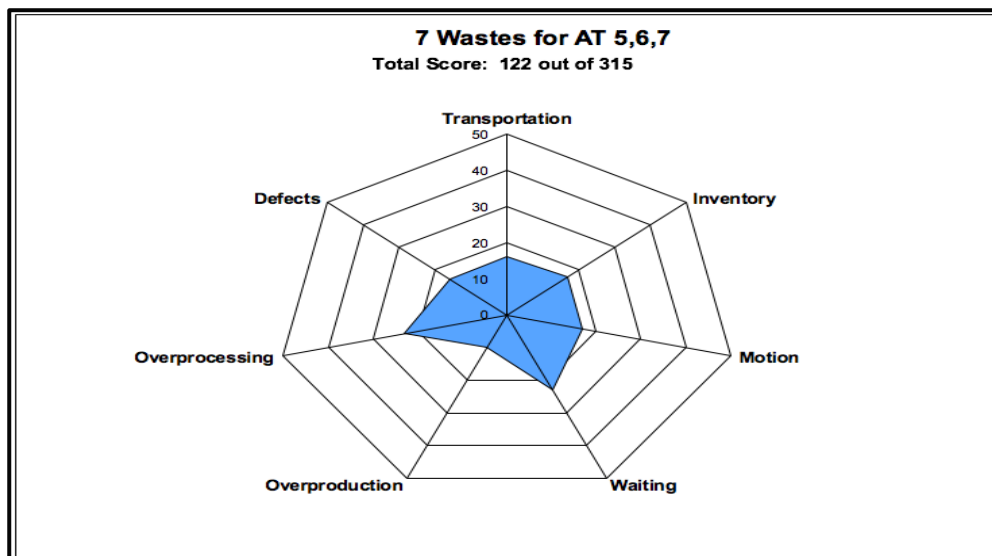 7 Wastes for AT 5,6,7
Total Score: 122 out of 315
Transportation
50
40
30
20
10
0
Defects
Inventory
Overprocessing
Motion
Overproduction
Waiting